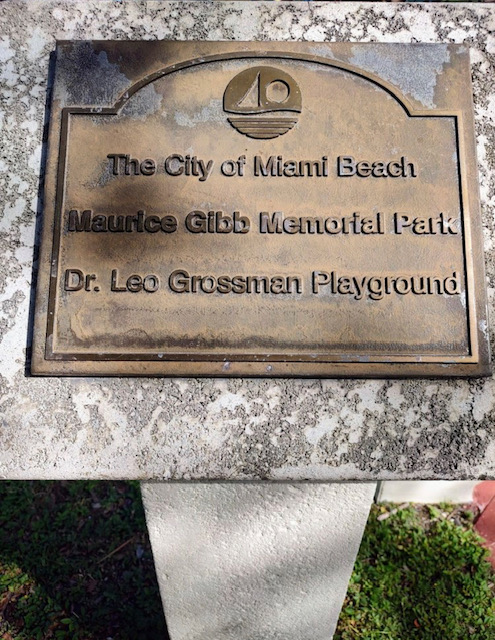 The City of Miami Beach
Maurice Gibb Memorial Park
Dr. Leo Grossman Playground